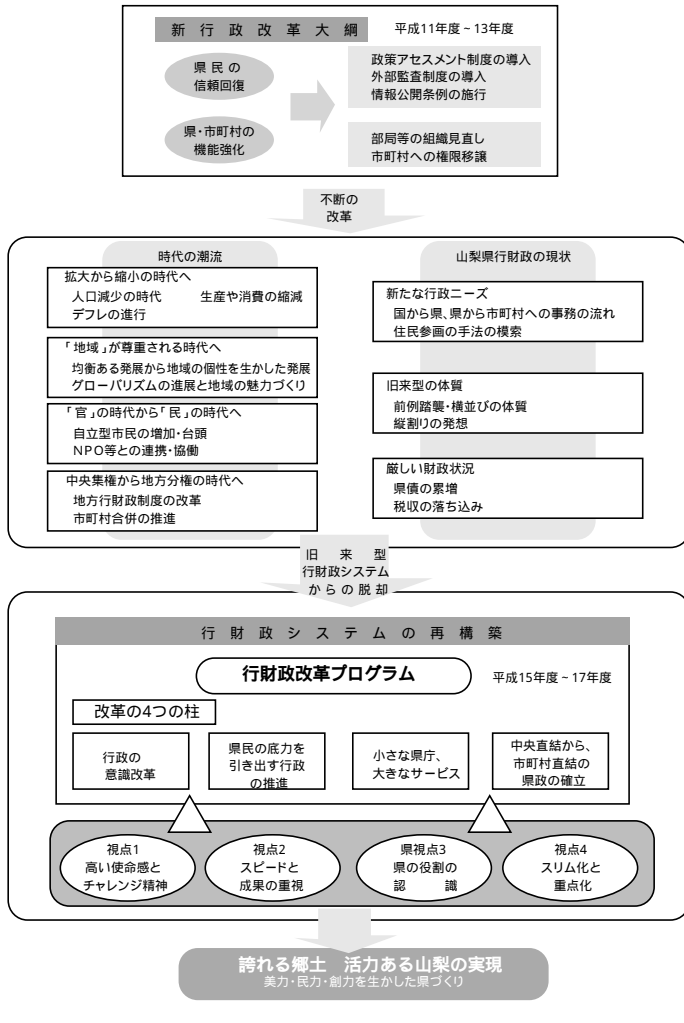 新行政改革大綱
平成11年度～13年度
県民の
信頼回復
政策アセスメント制度の導入
外部監査制度の導入
情報公開条例の施行
県・市町村の
機能強化
部局等の組織見直し
市町村への権限移譲
不断の
改革
時代の潮流
拡大から縮小の時代へ
人口減少の時代　生産や消費の縮減
デフレの進行
「地域」が尊重される時代へ
均衡ある発展から地域の個性を生かした発展
グローバリズムの進展と地域の魅力づくり
「官」の時代から「民」の時代へ
自立型市民の増加・台頭
NPO等との連携・協働
中央集権から地方分権の時代へ
地方行財政制度の改革
市町村合併の推進
山梨県行財政の現状
新たな行政ニーズ
国から県、県から市町村への事務の流れ
住民参画の手法の模索
旧来型の体質
前例踏襲・横並びの体質
縦割りの発想
厳しい財政状況
県債の累増
税収の落ち込み
旧来型
行財政システム
からの脱却
行財政システムの再構築
行財政改革プログラム
平成15年度～17年度
改革の4つの柱
行政の
意識改革
県民の底力を
引き出す行政
の推進
小さな県庁、
大きなサービス
中央直結から、
市町村直結の
県政の確立
視点1
高い使命感と
チャレンジ精神
視点2
スピードと
成果の重視
県視点3
県の役割の
認識
視点4
スリム化と
重点化
誇れる郷土　活力ある山梨の実現
美力・民力・創力を生かした県づくり